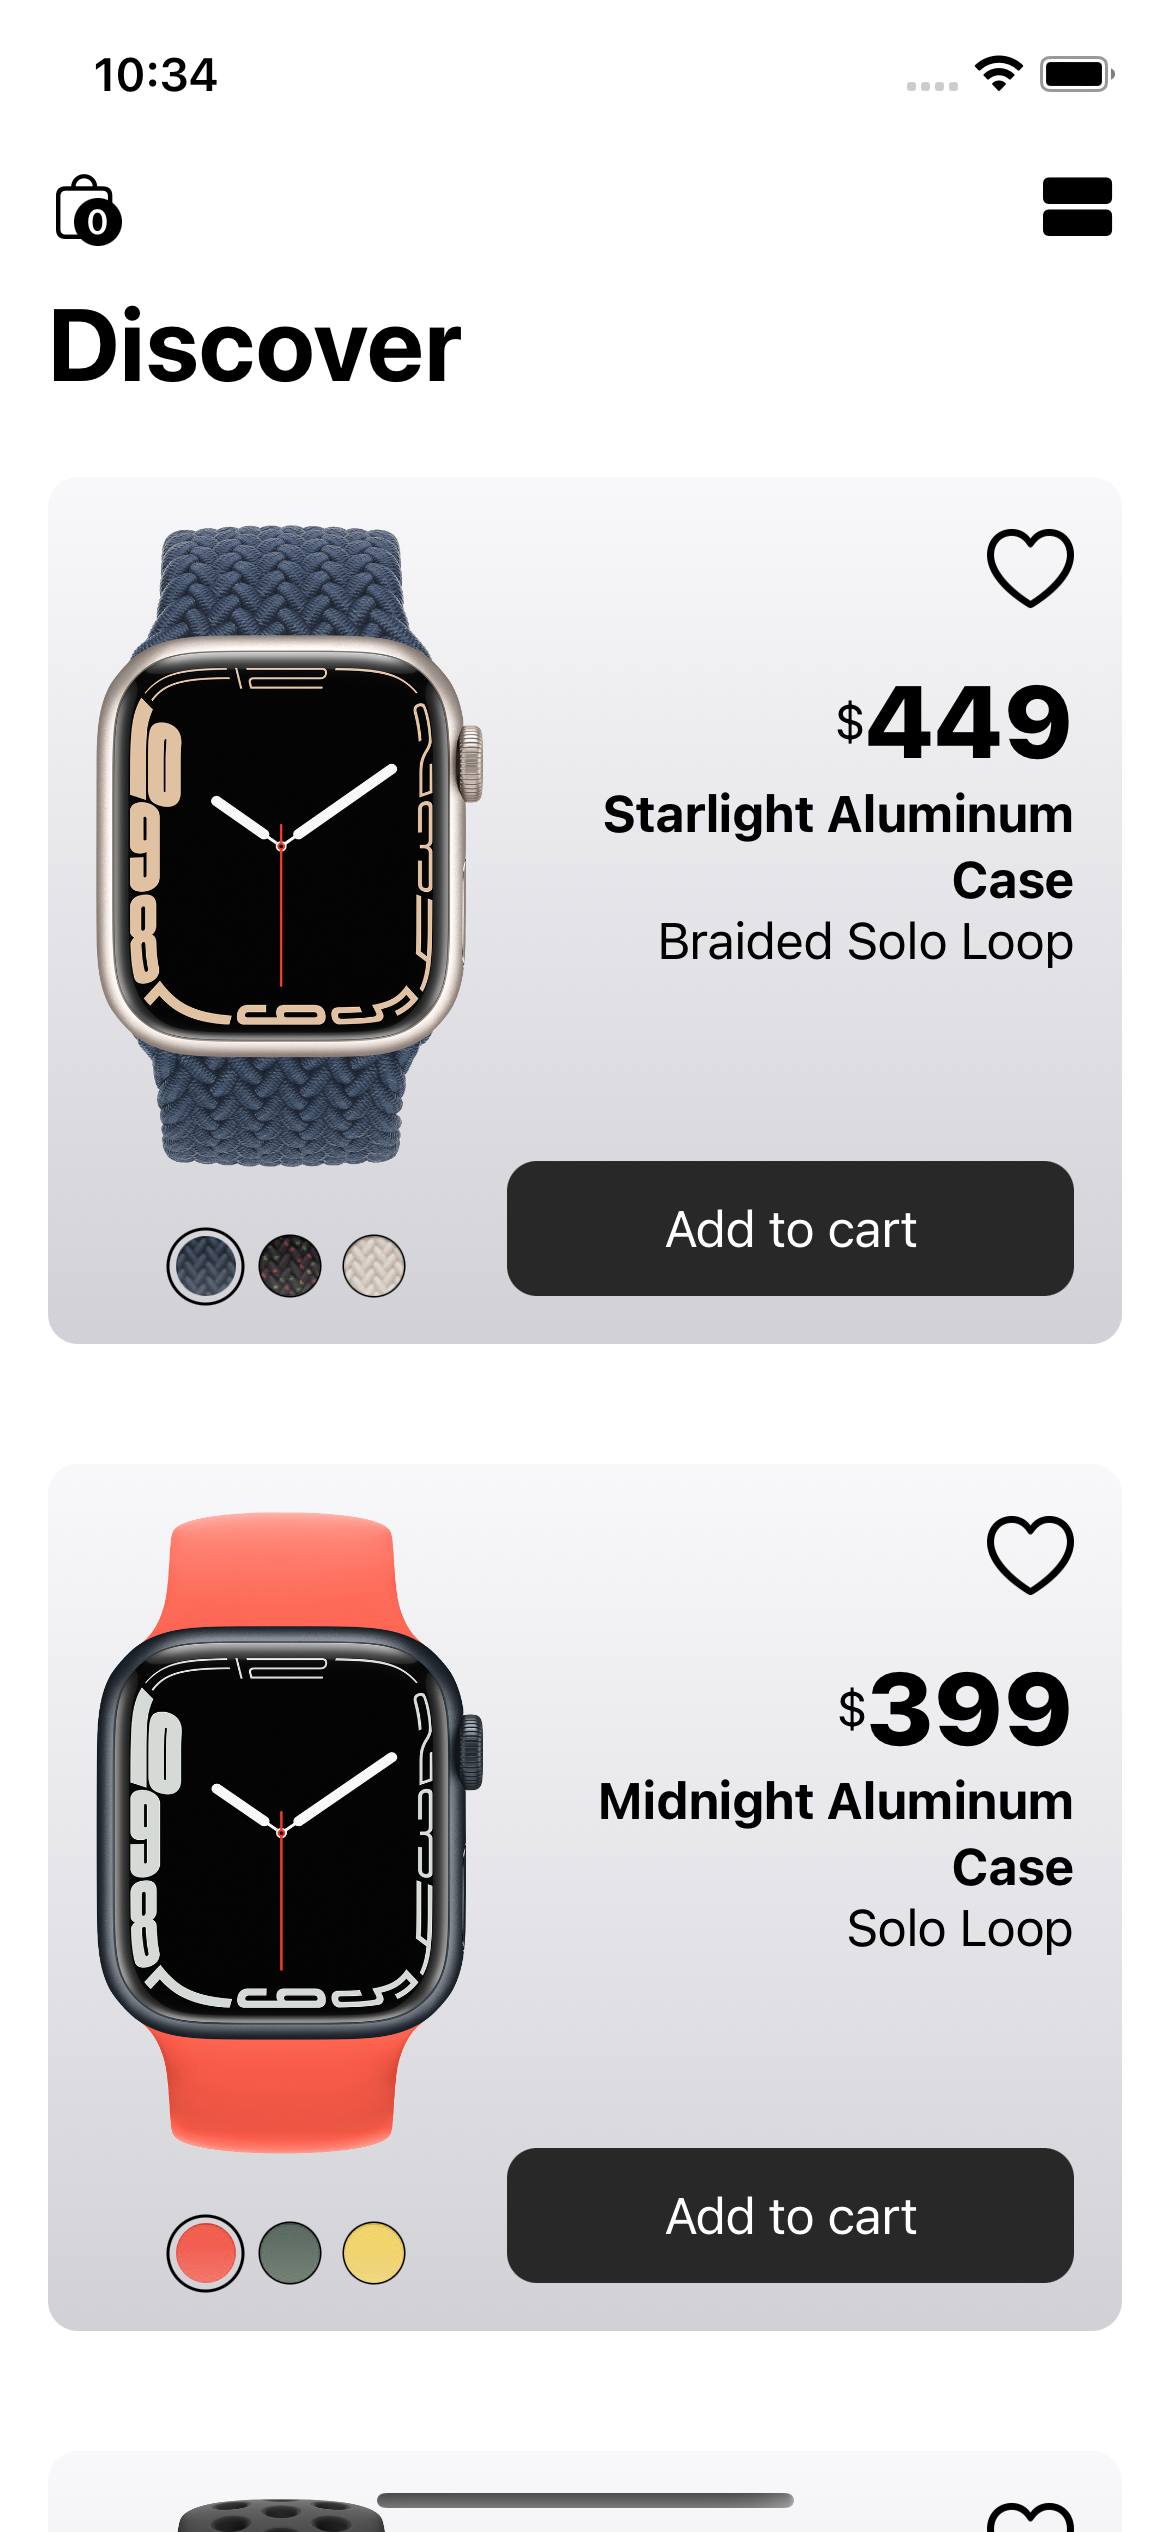 10:34
0
Discover
$449
Starlight Aluminum
Case
Braided Solo Loop
Add to cart
$399
Midnight Aluminum
Case
Solo Loop
Add to cart